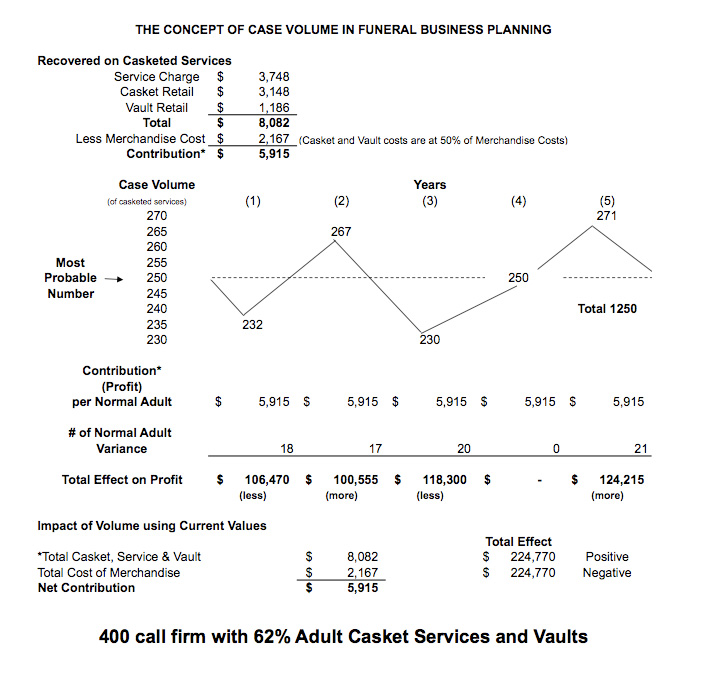 THE CONCEPT OF CASE VOLUME IN FUNERAL BUSINESS PLANNING
Recovered on Casketed Services
Service Charge $ 3,748
Casket Retail $ 3,148
Vault Retail $ 1,186
Total $ 8,082
Less Merchandise Cost $ 2,167 (Casket and Vault costs are at 50% of Merchandise Costs)
Contribution* $ 5,915
Case Volume Years
(of casketed services) (1) (2) (3) (4) (5)
270 271
265 267
260
Most 255
Probable 250 250
Number 245
240 Total 1250
235 232
230 230
Contribution*
(Profit)
per Normal Adult $ 5,915 $ 5,915 $ 5,915 $ 5,915 $ 5,915
# of Normal Adult
Variance 18 17 20 0 21
Total Effect on Profit $ 106,470 $ 100,555 $ 118,300 $ - $ 124,215
(less) (more) (less) (more)
Impact of Volume using Current Values
Total Effect
*Total Casket, Service & Vault $ 8,082 $ 224,770 Positive
Total Cost of Merchandise $ 2,167 $ 224,770 Negative
Net Contribution $ 5,915
400 call firm with 62% Adult Casket Services and Vaults